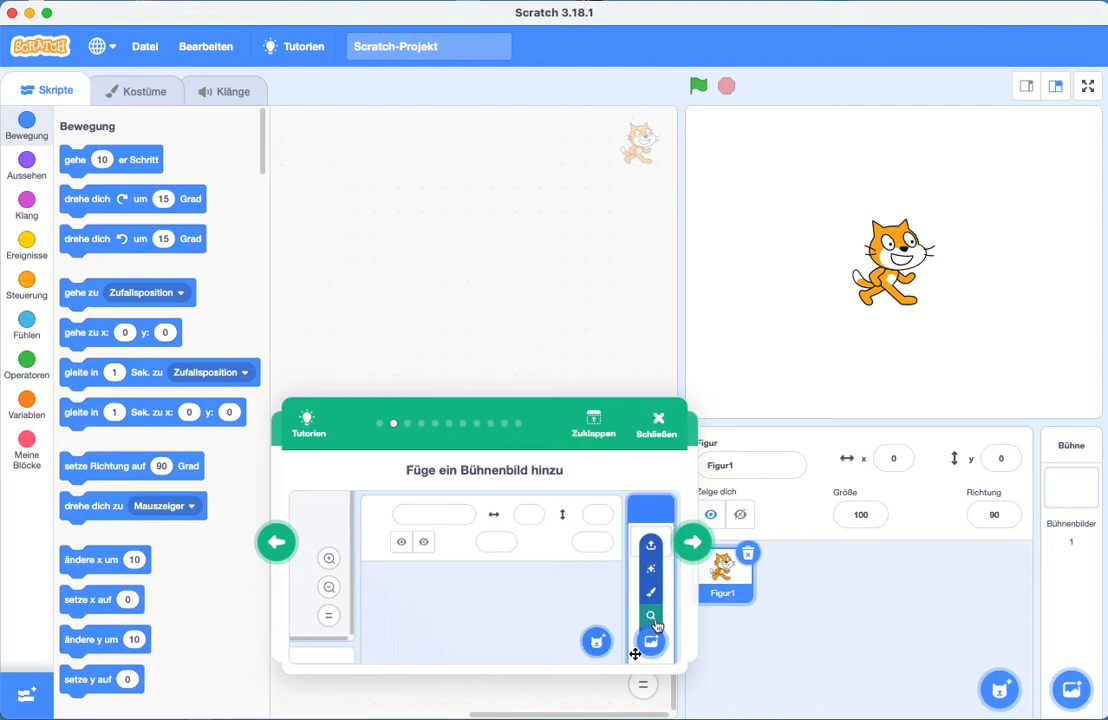 Scratch 3.18.1
SCRATCH
Datei
Bearbeiten
Tutorien
Scratch-Projekt
Skripte
Kostüme
Klänge
Bewegung
Aussehen
Klang
Ereignisse
Steuerung
Fühlen
Operatoren
Variablen
Meine
Blöcke
Bewegung
gehe 10 er Schritt
drehe dich um 15 Grad
drehe dich um 15 Grad
gehe zu Zufallsposition
gehe zu x: 0 y: 0
gleite in 1 Sek. zu Zufallsposition
gleite in 1 Sek. zu x: 0 y: 0
setze Richtung auf 90 Grad
drehe dich zu Mauszeiger
ändere x um 10
setze x auf 0
ändere y um 10
setze y auf 0
Tutorien
Zuklappen
Schließen
Füge ein Bühnenbild hinzu
Figur
Figur1
x 0
y 0
Zeige dich
Größe
100
Richtung
90
Figur1
Bühne
Bühnenbilder
1